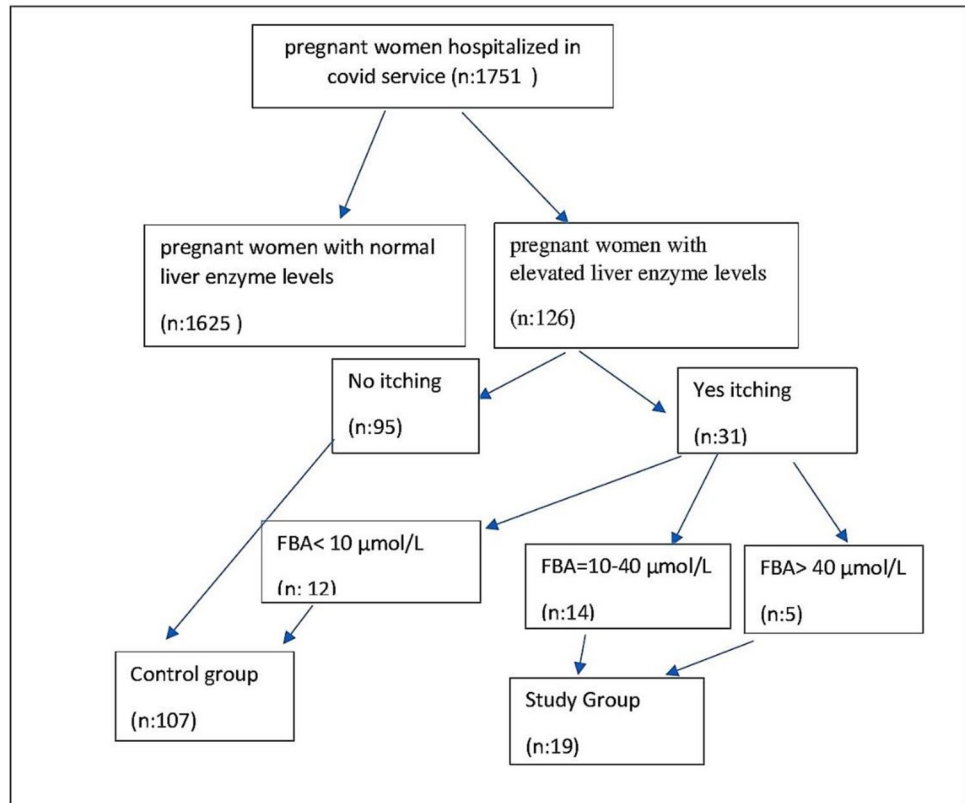 pregnant women hospitalized in
covid service (n:1751 )
pregnant women with normal
liver enzyme levels
(n:1625 )
pregnant women with
elevated liver enzyme levels
(n:126)
No itching
(n:95)
Yes itching
(n:31)
FBA< 10 µmol/L
(n: 12)
FBA=10-40 µmol/L
(n:14)
FBA> 40 µmol/L
(n:5)
Control group
(n:107)
Study Group
(n:19)